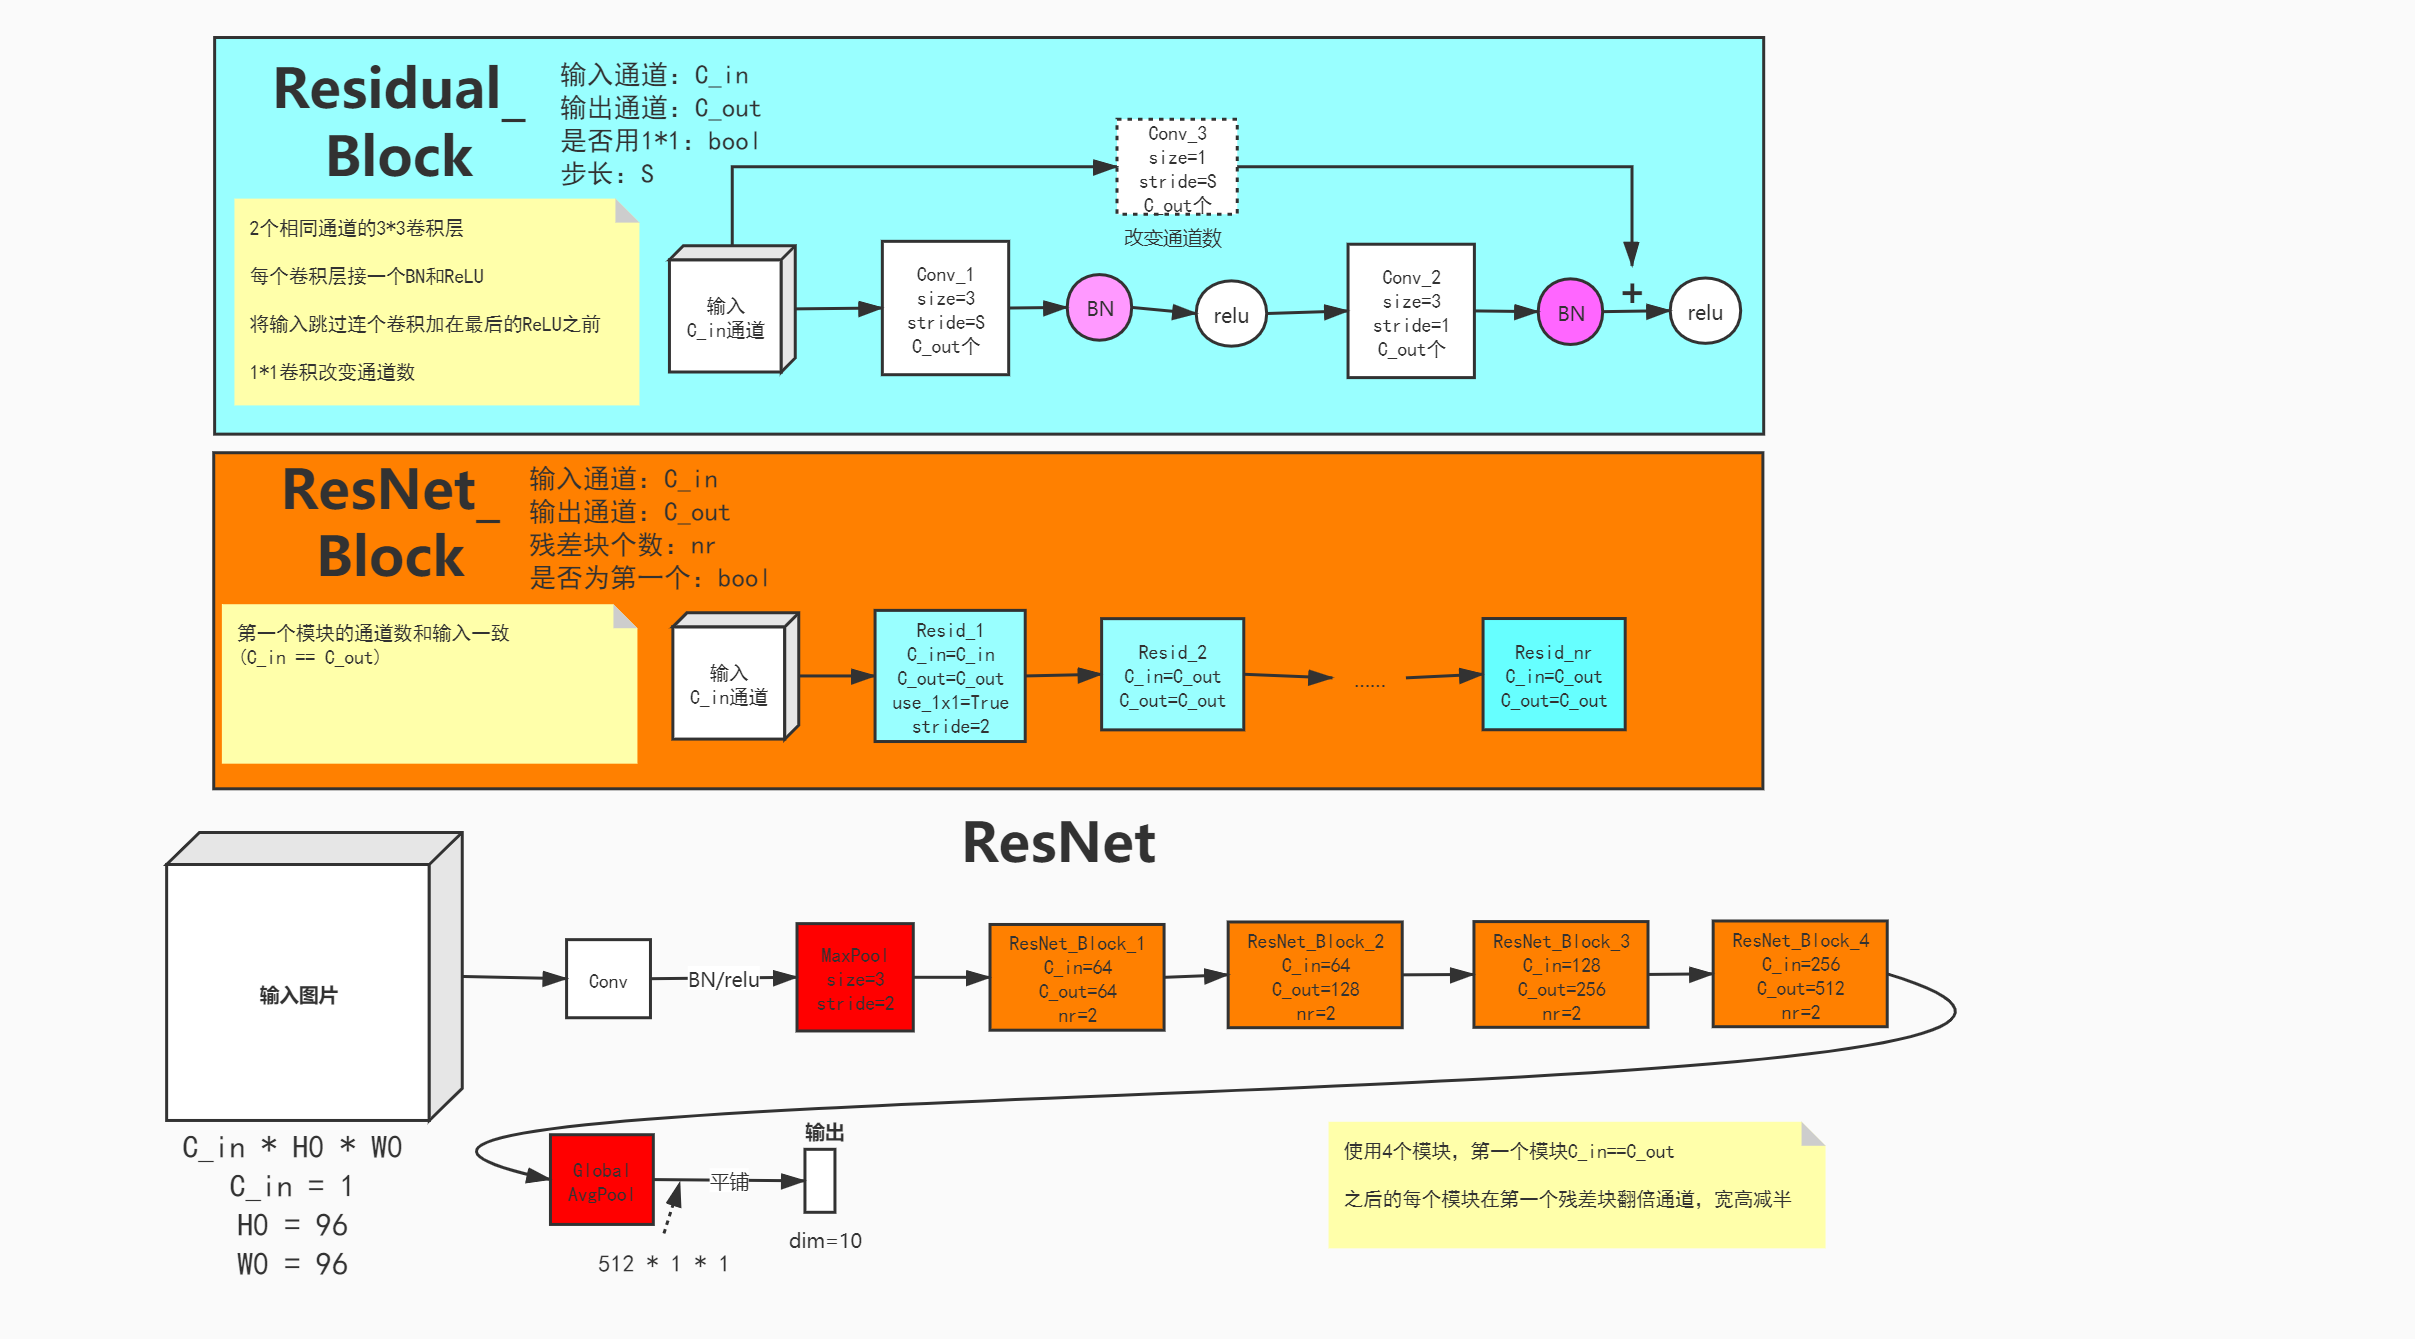 Residual_
Block
输入通道：C_in
输出通道：C_out
是否用1*1：bool
步长：S
2个相同通道的3*3卷积层
每个卷积层接一个BN和ReLU
将输入跳过连个卷积加在最后的ReLU之前
1*1卷积改变通道数
Conv_3
size=1
stride=S
C_out个
改变通道数
输入
C_in通道
Conv_1
size=3
stride=S
C_out个
BN
relu
Conv_2
size=3
stride=1
C_out个
BN
+
relu
ResNet_
Block
输入通道：C_in
输出通道：C_out
残差块个数：nr
是否为第一个：bool
第一个模块的通道数和输入一致
(C_in == C_out)
输入
C_in通道
Resid_1
C_in=C_in
C_out=C_out
use_1x1=True
stride=2
Resid_2
C_in=C_out
C_out=C_out
......
Resid_nr
C_in=C_out
C_out=C_out
ResNet
输入图片
C_in * H0 * W0
C_in = 1
H0 = 96
W0 = 96
Conv
BN/relu
MaxPool
size=3
stride=2
ResNet_Block_1
C_in=64
C_out=64
nr=2
ResNet_Block_2
C_in=64
C_out=128
nr=2
ResNet_Block_3
C_in=128
C_out=256
nr=2
ResNet_Block_4
C_in=256
C_out=512
nr=2
Global
AvgPool
平铺
512 * 1 * 1
输出
dim=10
使用4个模块，第一个模块C_in==C_out
之后的每个模块在第一个残差块翻倍通道，宽高减半